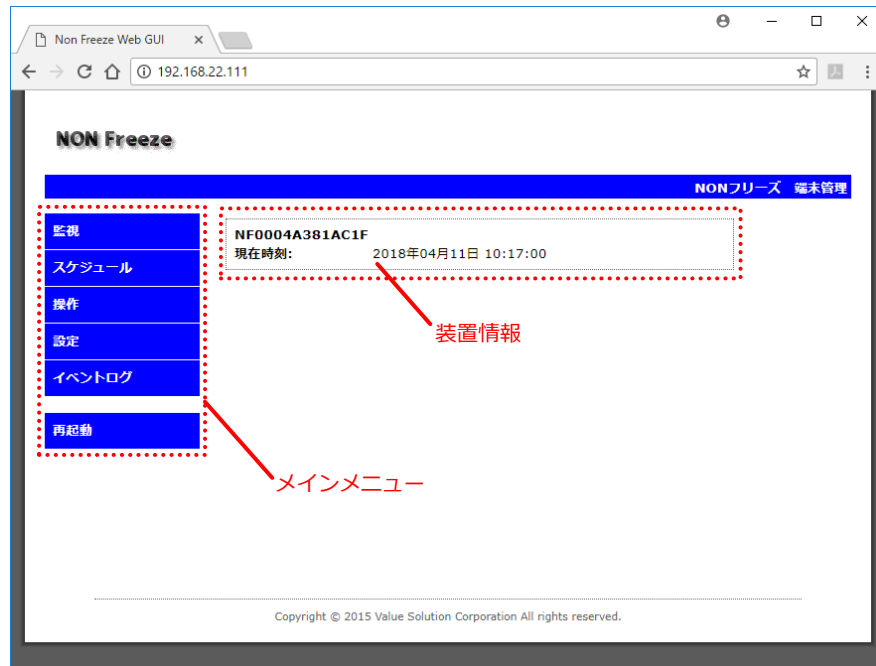 Non Freeze Web GUI
192.168.22.111
NON Freeze
NONフリーズ 端末管理
監視
スケジュール
操作
設定
イベントログ
再起動
NF0004A381AC1F
現在時刻: 2018年04月11日 10:17:00
装置情報
メインメニュー
Copyright © 2015 Value Solution Corporation All rights reserved.